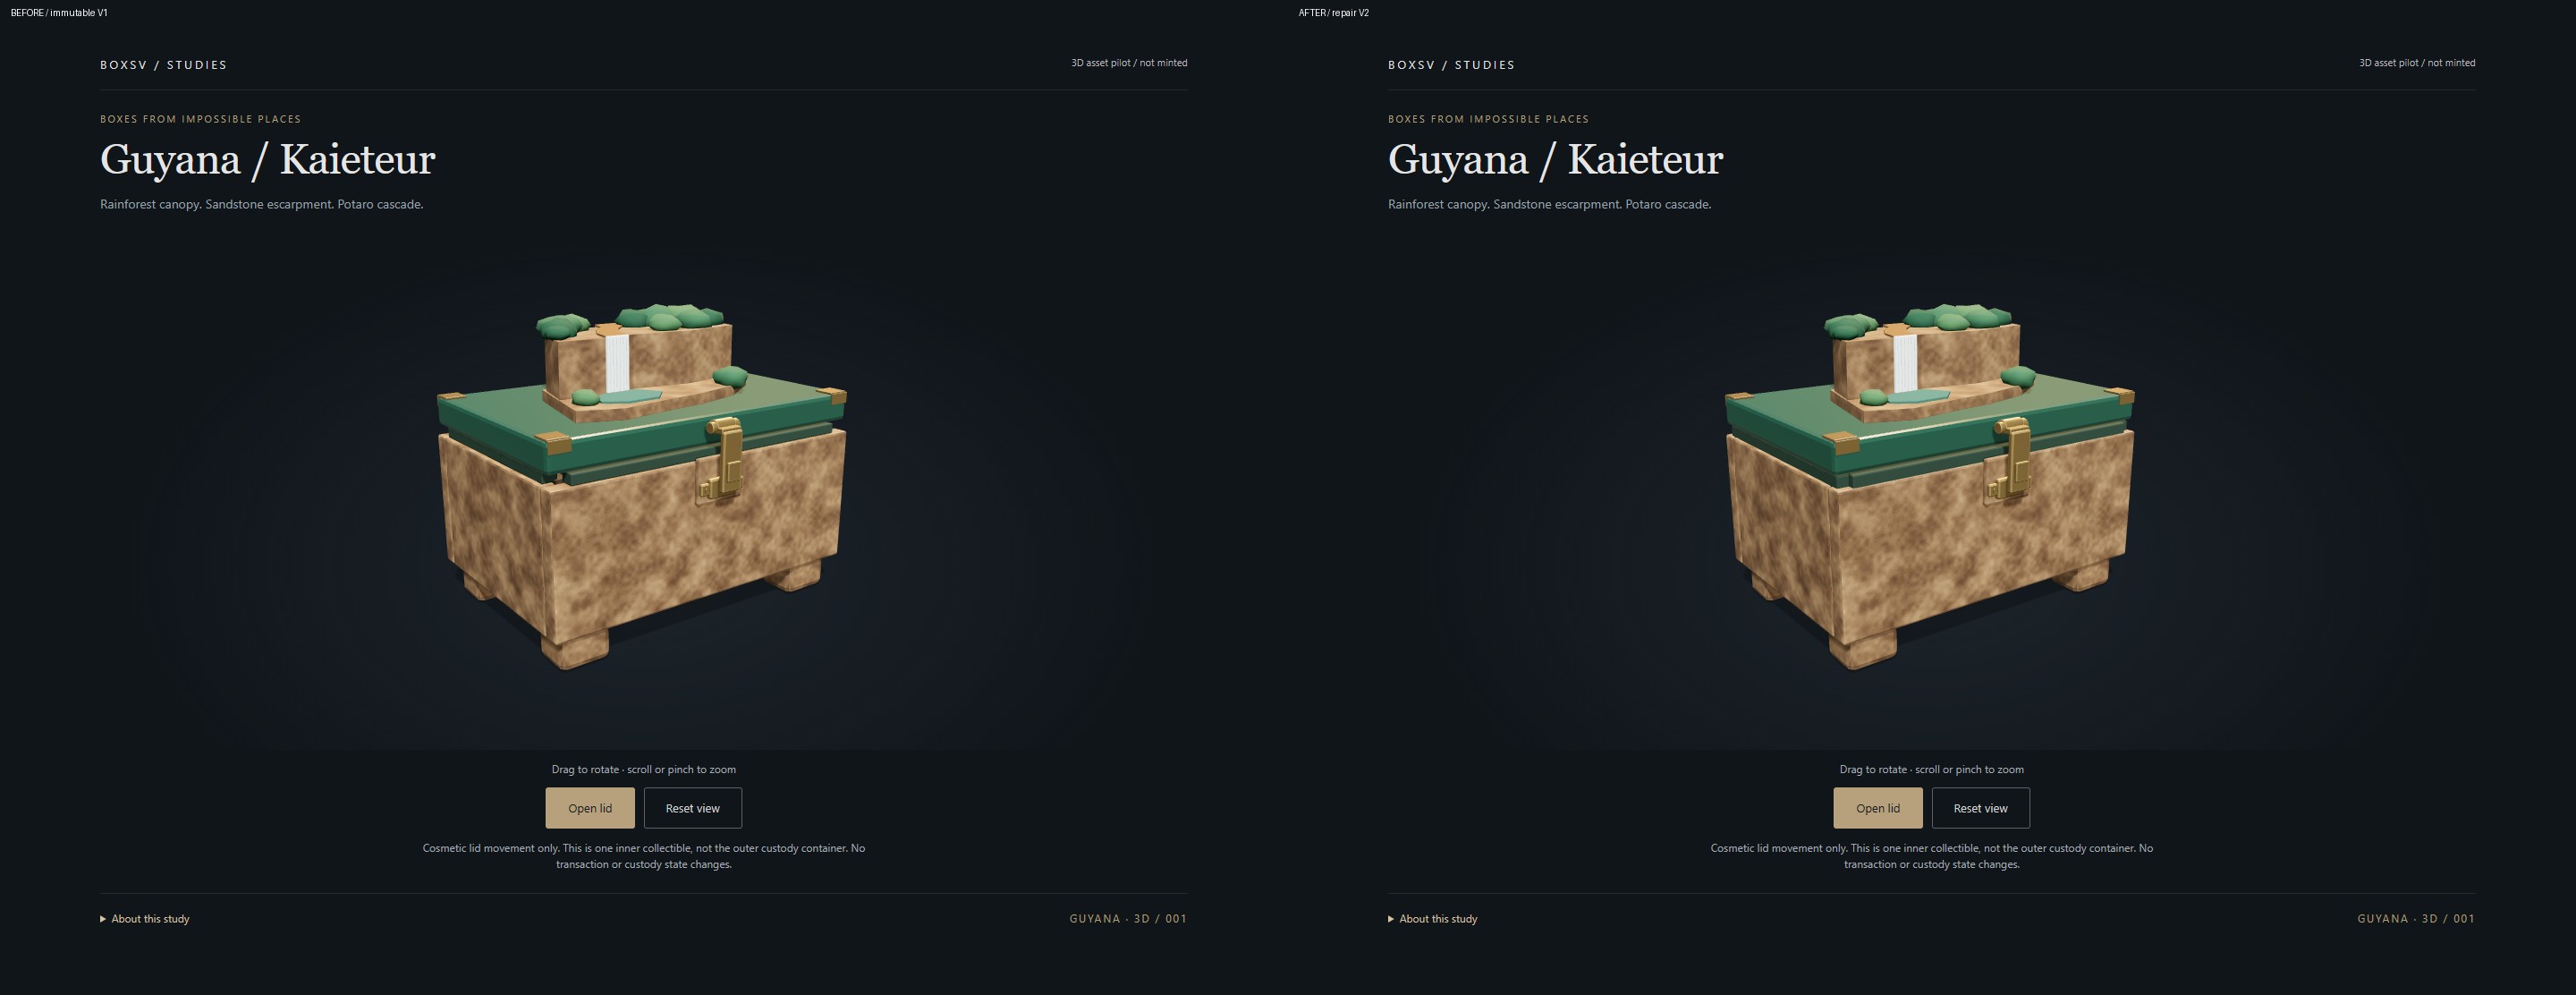 BEFORE / immutable V1
BOXSV / STUDIES
3D asset pilot / not minted
BOXES FROM IMPOSSIBLE PLACES
Guyana / Kaieteur
Rainforest canopy. Sandstone escarpment. Potaro cascade.
Drag to rotate · scroll or pinch to zoom
Open lid
Reset view
Cosmetic lid movement only. This is one inner collectible, not the outer custody container. No
transaction or custody state changes.
▶ About this study
GUYANA · 3D / 001
AFTER / repair V2
BOXSV / STUDIES
3D asset pilot / not minted
BOXES FROM IMPOSSIBLE PLACES
Guyana / Kaieteur
Rainforest canopy. Sandstone escarpment. Potaro cascade.
Drag to rotate · scroll or pinch to zoom
Open lid
Reset view
Cosmetic lid movement only. This is one inner collectible, not the outer custody container. No
transaction or custody state changes.
▶ About this study
GUYANA · 3D / 001